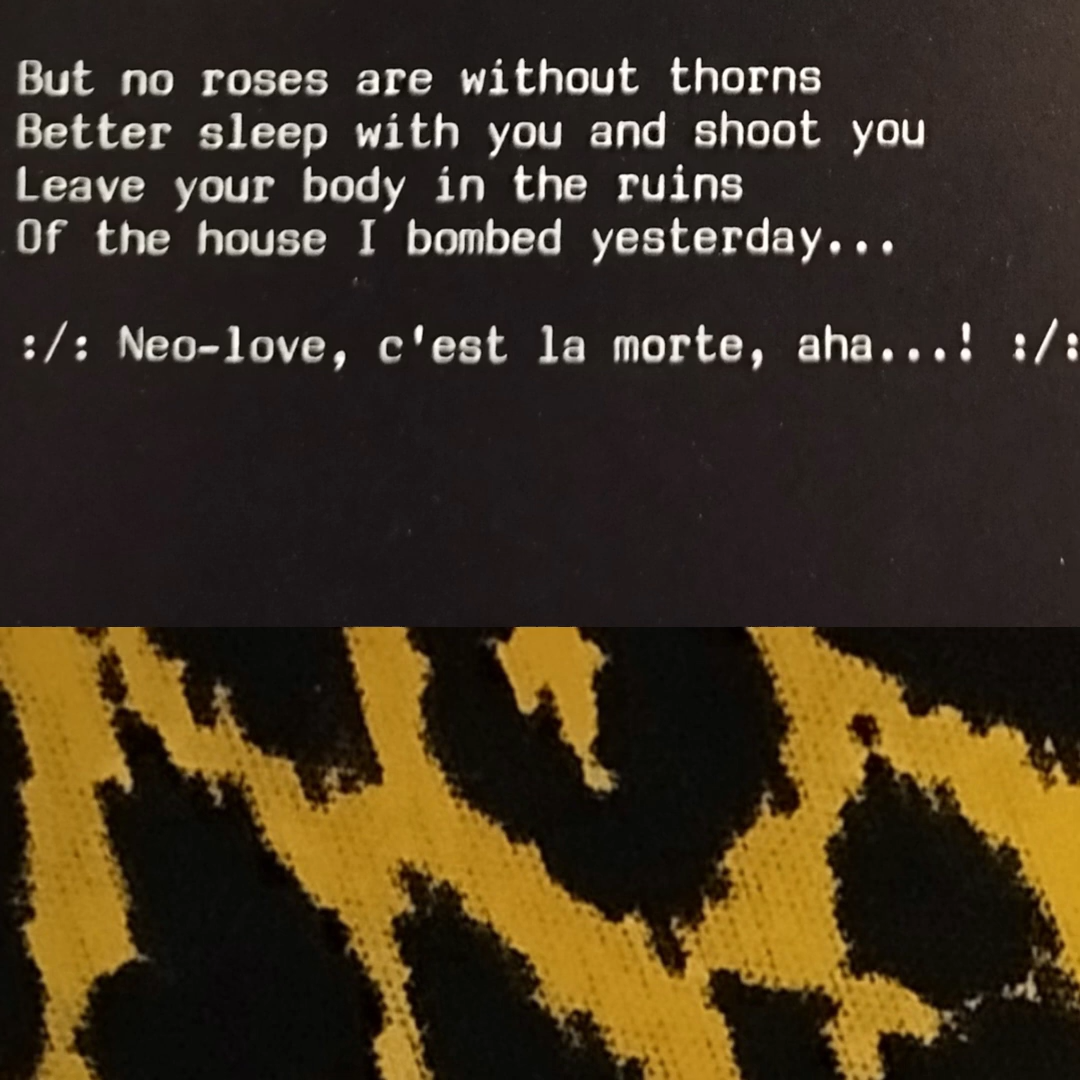 But no roses are without thorns
Better sleep with you and shoot you
Leave your body in the ruins
Of the house I bombed yesterday...
:/: Neo-love, c'est la morte, aha...! :/: